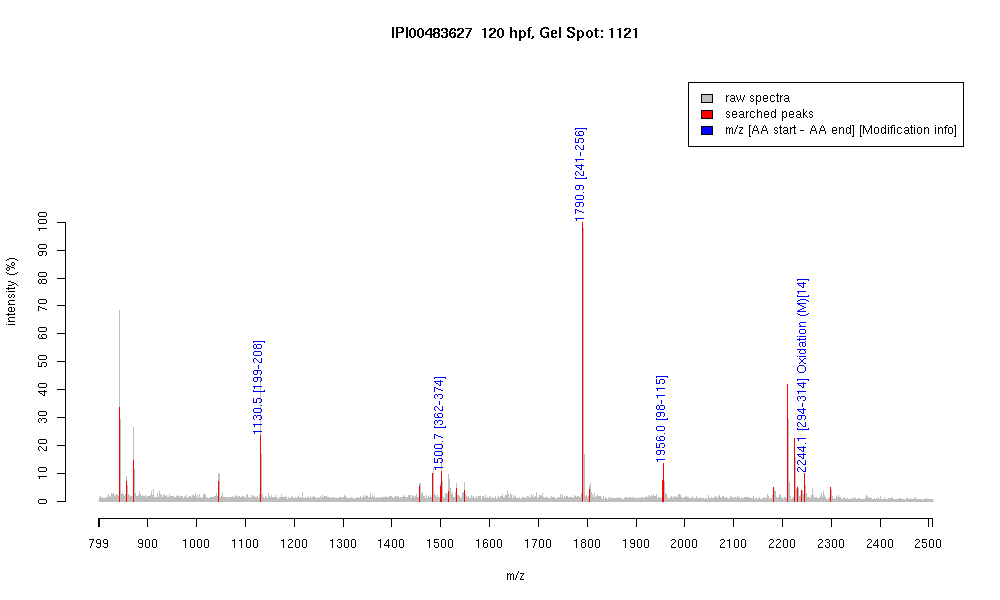 IPI00483627 120 hpf, Gel Spot: 1121
raw spectra
searched peaks
m/z [AA start - AA end] [Modification info]
intensity (%)
100
90
80
70
60
50
40
30
20
10
0
1130.5 [199-208]
1500.7 [362-374]
1790.9 [241-256]
1956.0 [98-115]
2244.1 [294-314] Oxidation (M)[14]
799 900 1000 1100 1200 1300 1400 1500 1600 1700 1800 1900 2000 2100 2200 2300 2400 2500
m/z